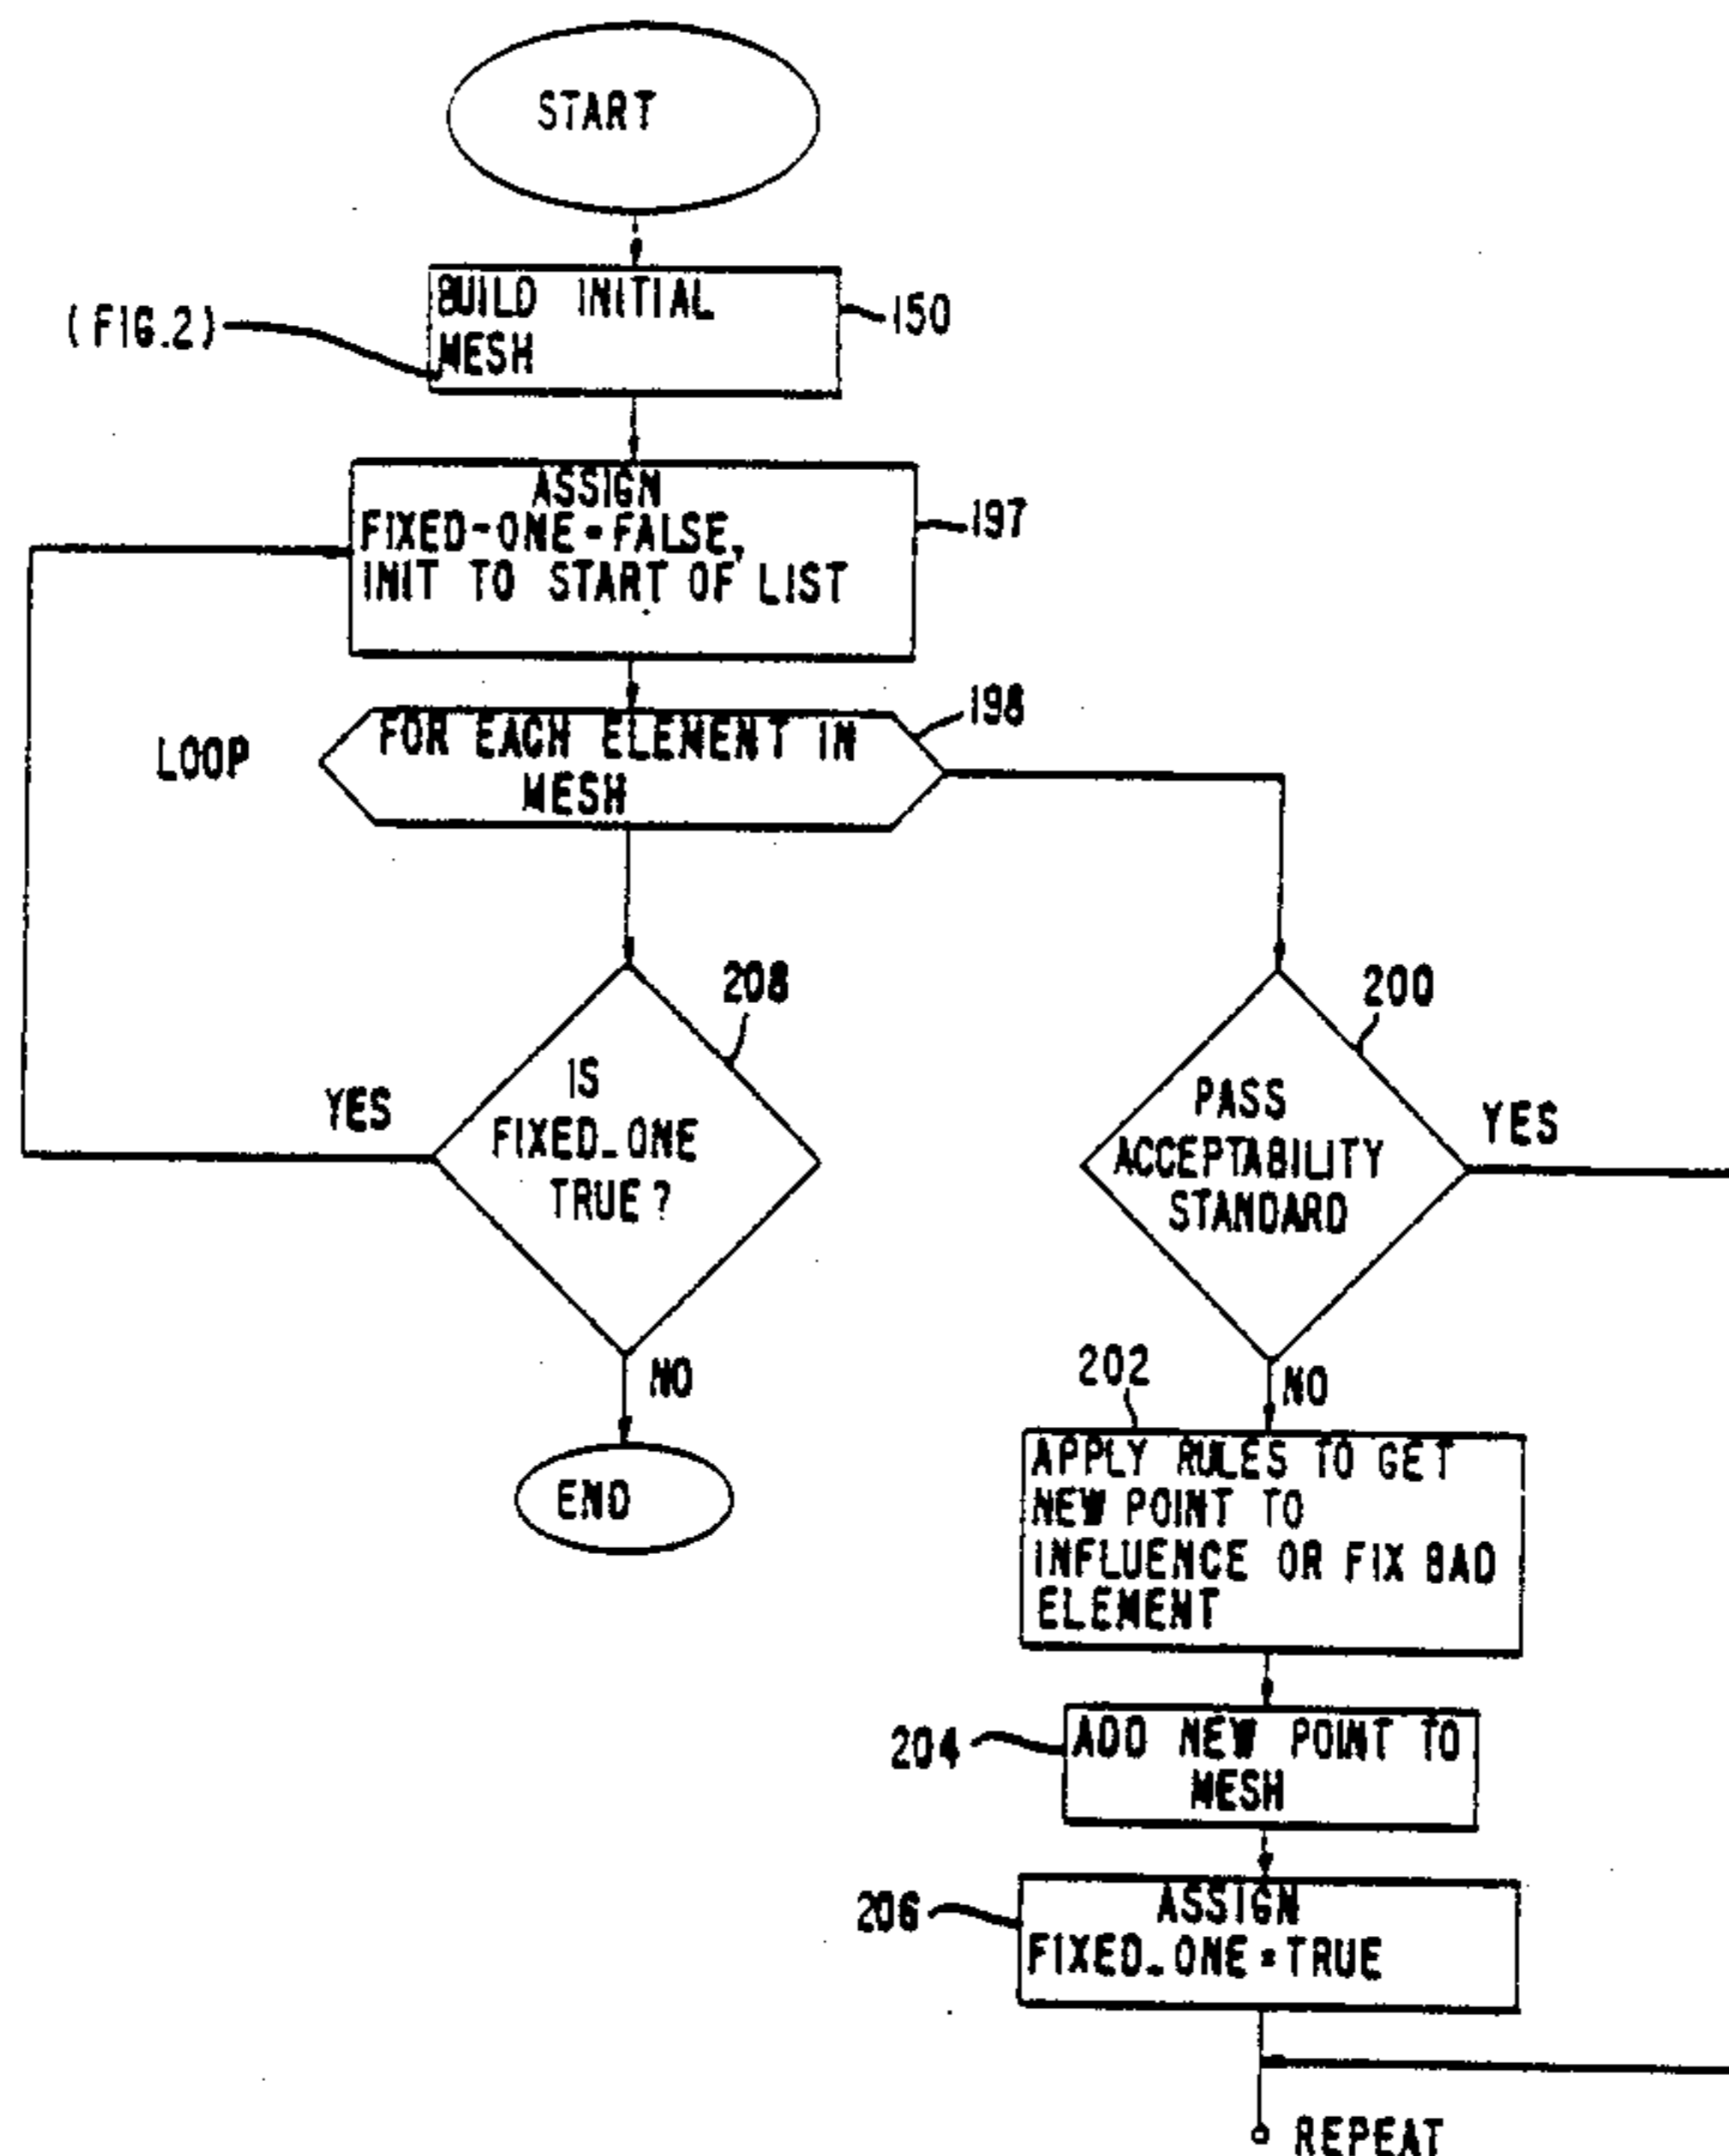 START
BUILD INITIAL
MESH
(FIG.2)
150
ASSIGN
FIXED-ONE=FALSE,
INIT TO START OF LIST
197
LOOP
FOR EACH ELEMENT IN
MESH
198
208
IS
FIXED_ONE
TRUE?
YES
NO
END
200
PASS
ACCEPTABILITY
STANDARD
YES
NO
202
APPLY RULES TO GET
NEW POINT TO
INFLUENCE OR FIX BAD
ELEMENT
204
ADD NEW POINT TO
MESH
206
ASSIGN
FIXED_ONE=TRUE
REPEAT